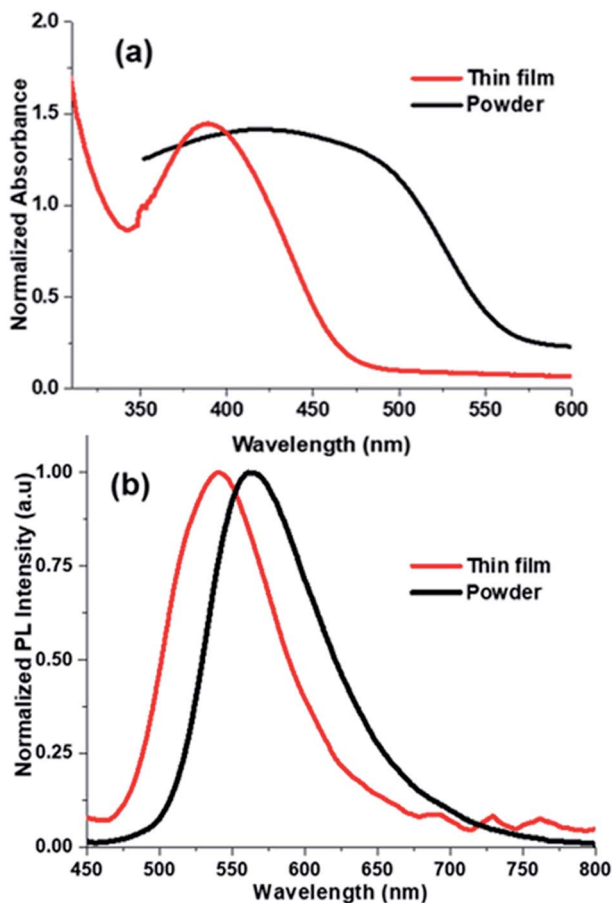 (a)
Thin film
Powder
Normalized Absorbance
2.0
1.5
1.0
0.5
0.0
350 400 450 500 550 600
Wavelength (nm)
(b)
Thin film
Powder
Normalized PL Intensity (a.u)
1.00
0.75
0.50
0.25
0.00
450 500 550 600 650 700 750 800
Wavelength (nm)